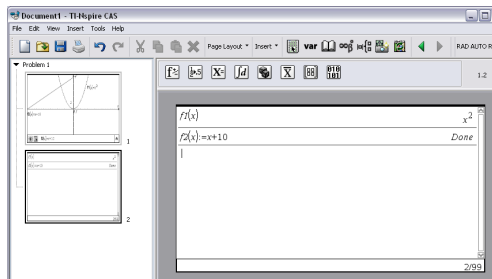 Document1 - TI-Nspire CAS
File Edit View Insert Tools Help
Page Layout Insert var RAD AUTO R
Problem 1
1.2
1
2
f1(x) x²
f2(x):=x+10 Done
2/99